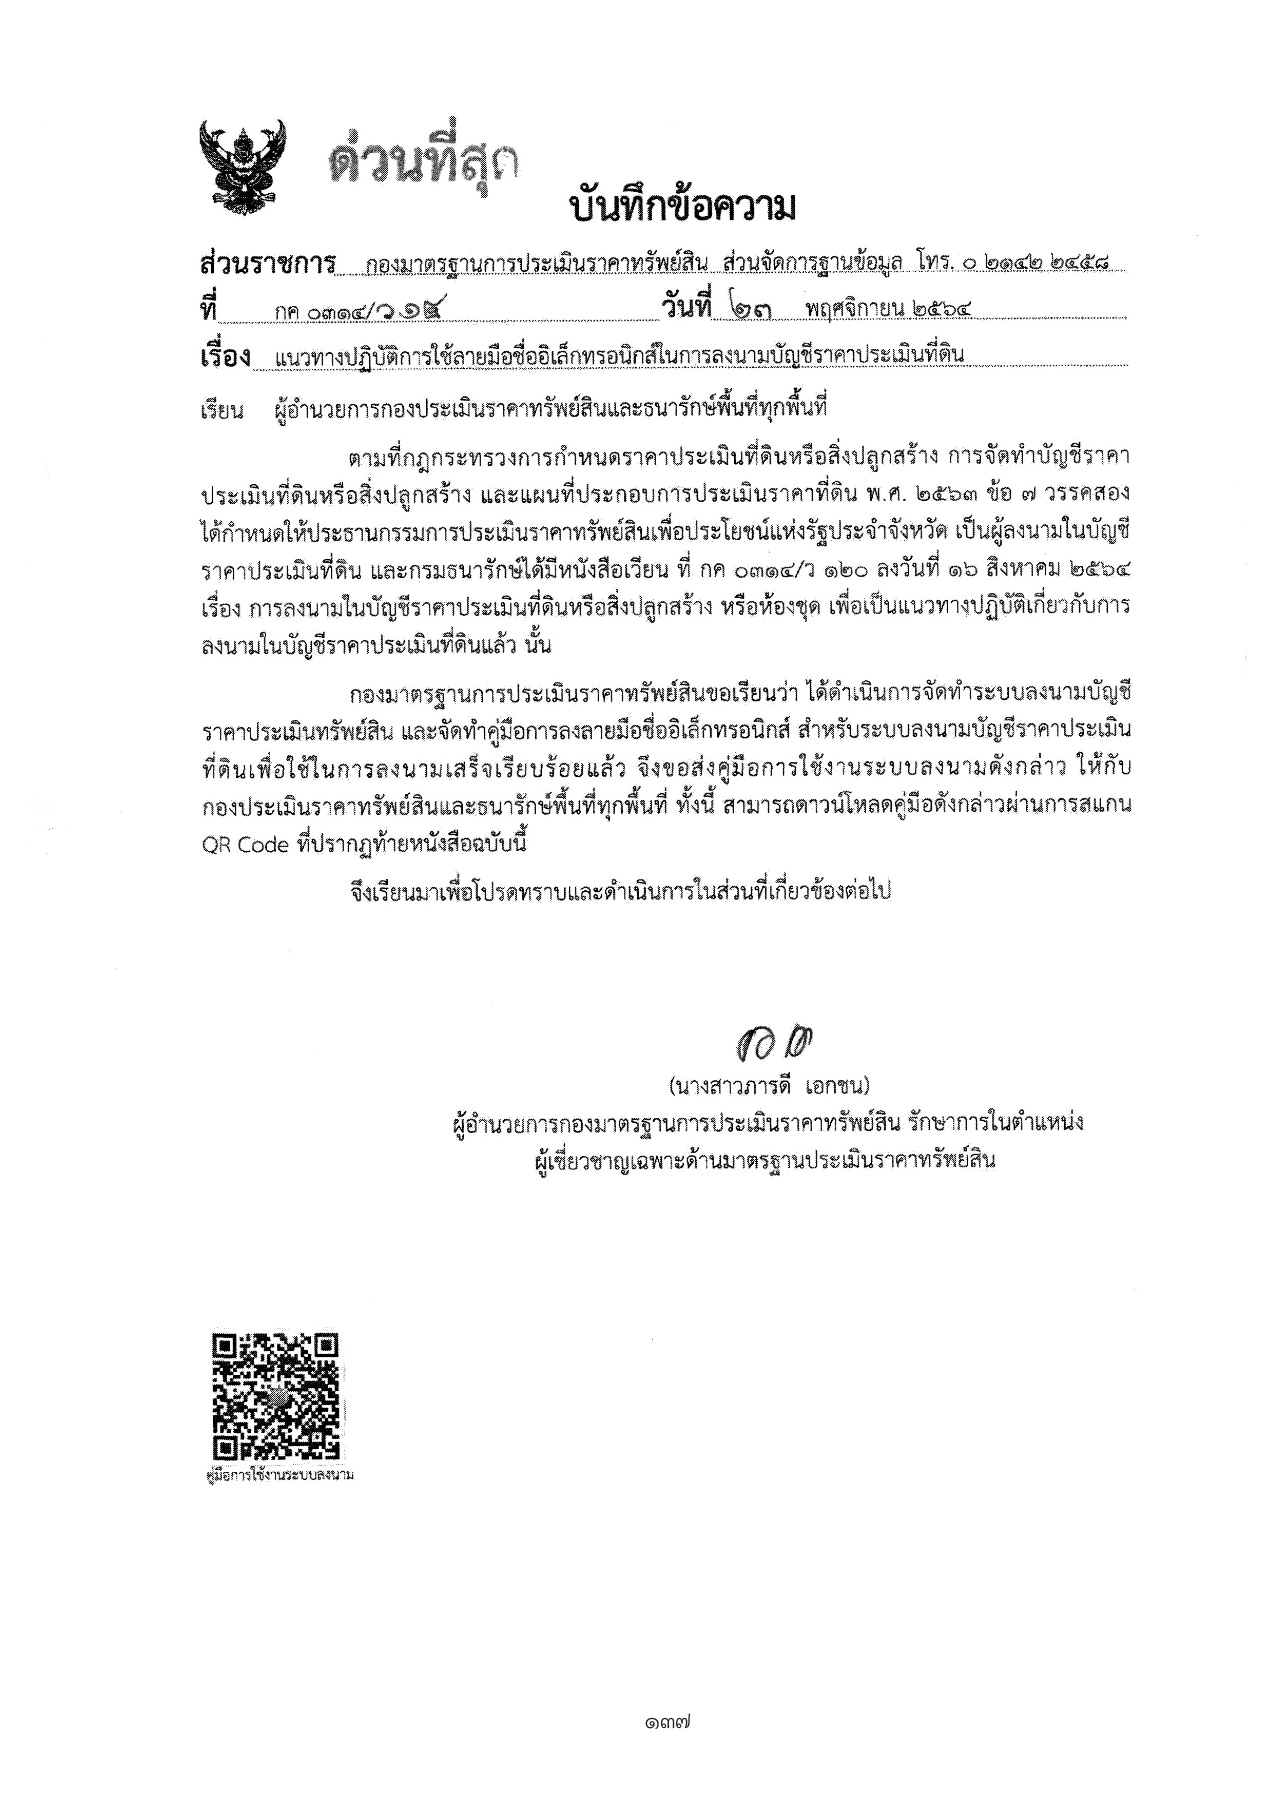 ด่วนที่สุด
บันทึกข้อความ
ส่วนราชการ กองมาตรฐานการประเมินราคาทรัพย์สิน ส่วนจัดการฐานข้อมูล โทร. ๐ ๒๑๔๒ ๒๔๕๘
ที่ กค ๐๓๑๔/ว๑๘ วันที่ ๒๓ พฤศจิกายน ๒๕๖๔
เรื่อง แนวทางปฏิบัติการใช้ลายมือชื่ออิเล็กทรอนิกส์ในการลงนามบัญชีราคาประเมินที่ดิน
เรียน ผู้อำนวยการกองประเมินราคาทรัพย์สินและธนารักษ์พื้นที่ทุกพื้นที่
ตามที่กฎกระทรวงการกำหนดราคาประเมินที่ดินหรือสิ่งปลูกสร้าง การจัดทำบัญชีราคา
ประเมินที่ดินหรือสิ่งปลูกสร้าง และแผนที่ประกอบการประเมินราคาที่ดิน พ.ศ. ๒๕๖๓ ข้อ ๗ วรรคสอง
ได้กำหนดให้ประธานกรรมการประเมินราคาทรัพย์สินเพื่อประโยชน์แห่งรัฐประจำจังหวัด เป็นผู้ลงนามในบัญชี
ราคาประเมินที่ดิน และกรมธนารักษ์ได้มีหนังสือเวียน ที่ กค ๐๓๑๔/ว ๑๒๐ ลงวันที่ ๑๖ สิงหาคม ๒๕๖๔
เรื่อง การลงนามในบัญชีราคาประเมินที่ดินหรือสิ่งปลูกสร้าง หรือห้องชุด เพื่อเป็นแนวทางปฏิบัติเกี่ยวกับการ
ลงนามในบัญชีราคาประเมินที่ดินแล้ว นั้น
กองมาตรฐานการประเมินราคาทรัพย์สินขอเรียนว่า ได้ดำเนินการจัดทำระบบลงนามบัญชี
ราคาประเมินทรัพย์สิน และจัดทำคู่มือการลงลายมือชื่ออิเล็กทรอนิกส์ สำหรับระบบลงนามบัญชีราคาประเมิน
ที่ดินเพื่อใช้ในการลงนามเสร็จเรียบร้อยแล้ว จึงขอส่งคู่มือการใช้งานระบบลงนามดังกล่าว ให้กับ
กองประเมินราคาทรัพย์สินและธนารักษ์พื้นที่ทุกพื้นที่ ทั้งนี้ สามารถดาวน์โหลดคู่มือดังกล่าวผ่านการสแกน
QR Code ที่ปรากฏท้ายหนังสือฉบับนี้
จึงเรียนมาเพื่อโปรดทราบและดำเนินการในส่วนที่เกี่ยวข้องต่อไป
(นางสาวภารดี เอกชน)
ผู้อำนวยการกองมาตรฐานการประเมินราคาทรัพย์สิน รักษาการในตำแหน่ง
ผู้เชี่ยวชาญเฉพาะด้านมาตรฐานประเมินราคาทรัพย์สิน
คู่มือการใช้งานระบบลงนาม
๑๓๗